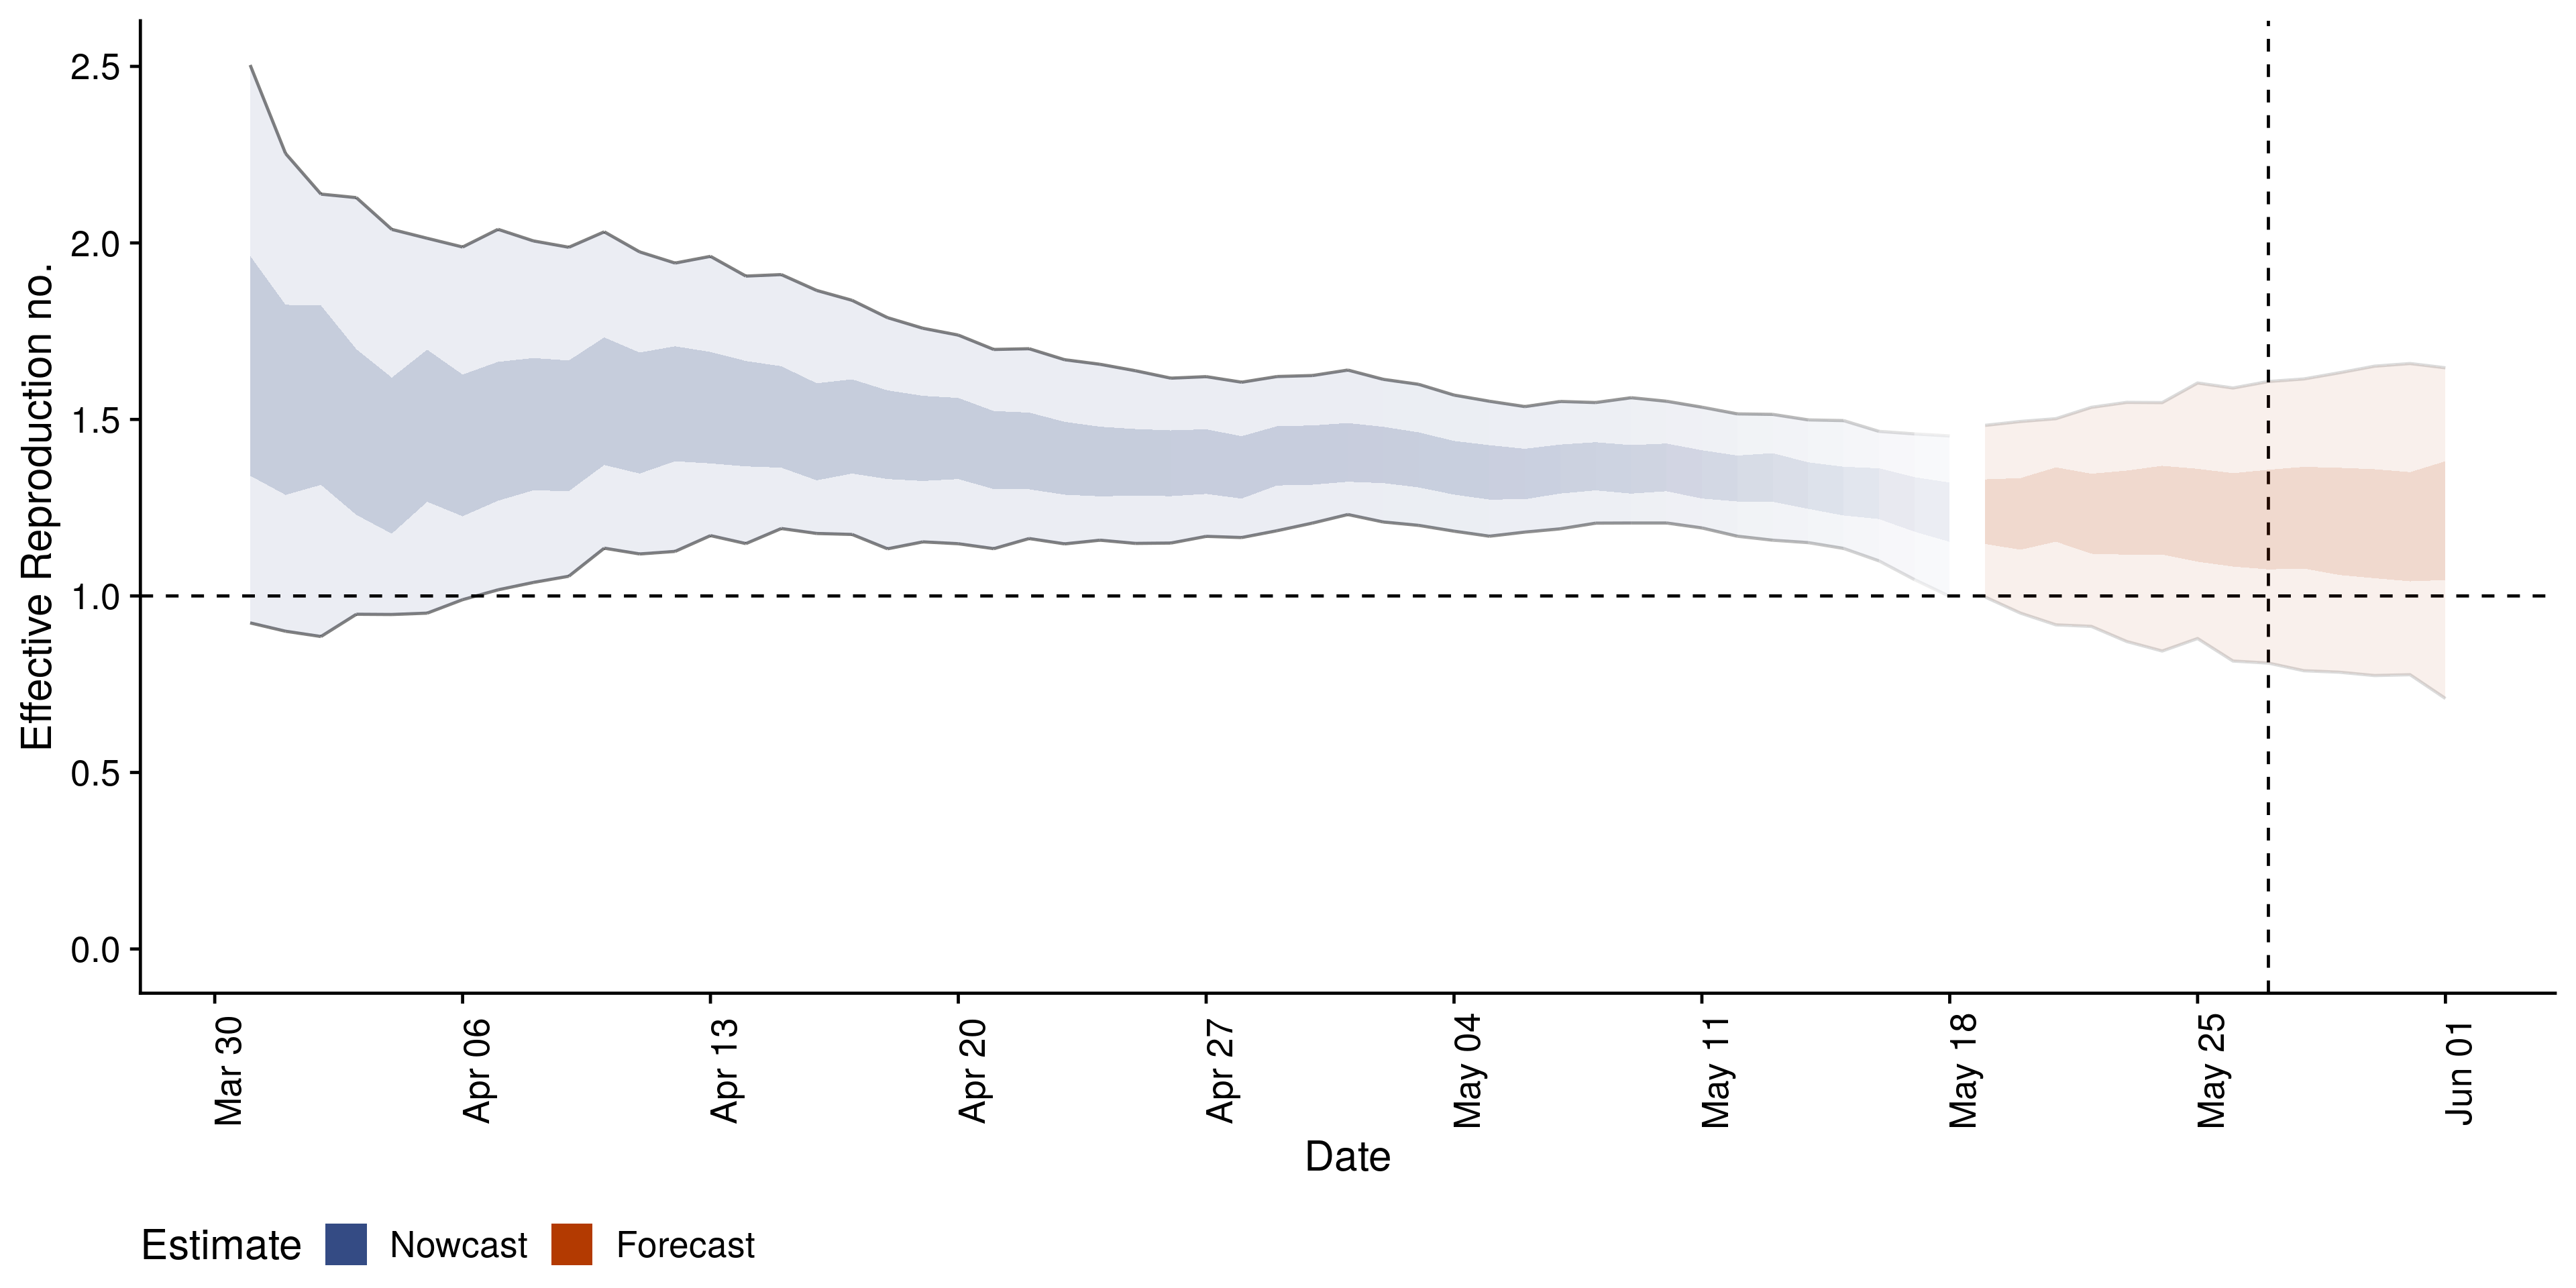 Effective Reproduction no.
2.5
2.0
1.5
1.0
0.5
0.0
Mar 30
Apr 06
Apr 13
Apr 20
Apr 27
May 04
May 11
May 18
May 25
Jun 01
Date
Estimate Nowcast Forecast